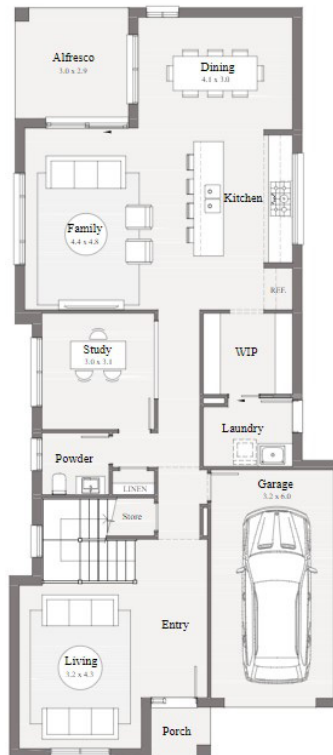 Alfresco
3.0 x 2.9
Dining
4.1 x 3.0
Kitchen
Family
4.4 x 4.8
REF.
Study
3.0 x 3.1
WIP
Laundry
Powder
LINEN
Garage
3.2 x 6.0
Store
Entry
Living
3.2 x 4.3
Porch